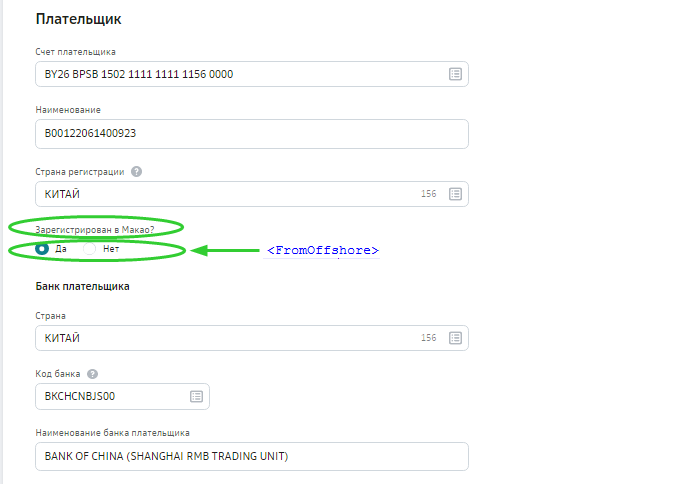 Плательщик
Счет плательщика
BY26 BPSB 1502 1111 1111 1156 0000
Наименование
B00122061400923
Страна регистрации ?
КИТАЙ 156
Зарегистрирован в Макао?
Да Нет <FromOffshore>
Банк плательщика
Страна
КИТАЙ 156
Код банка ?
BKCHCNBJS00
Наименование банка плательщика
BANK OF CHINA (SHANGHAI RMB TRADING UNIT)